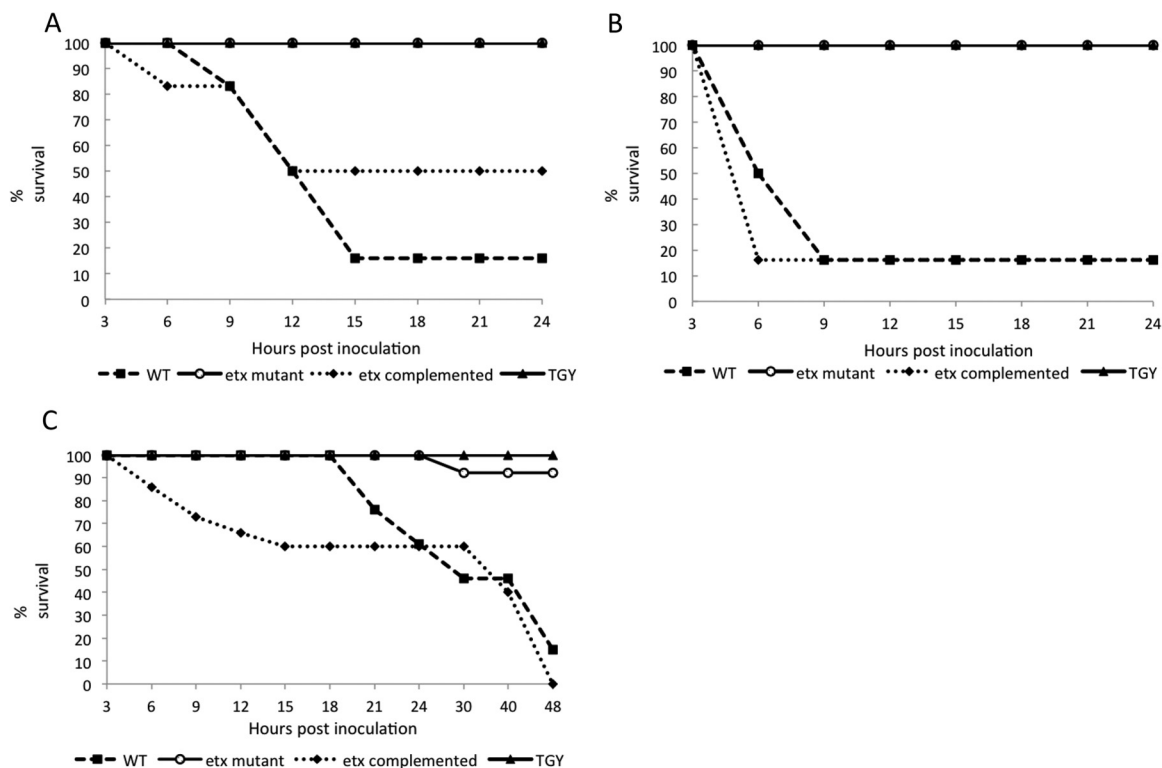 A
100
90
80
70
60
50
40
30
20
10
0
%
survival
3 6 9 12 15 18 21 24
Hours post inoculation
WT etx mutant etx complemented TGY
B
100
90
80
70
60
50
40
30
20
10
0
%
survival
3 6 9 12 15 18 21 24
Hours post inoculation
WT etx mutant etx complemented TGY
C
100
90
80
70
60
50
40
30
20
10
0
%
survival
3 6 9 12 15 18 21 24 30 40 48
Hours post inoculation
WT etx mutant etx complemented TGY